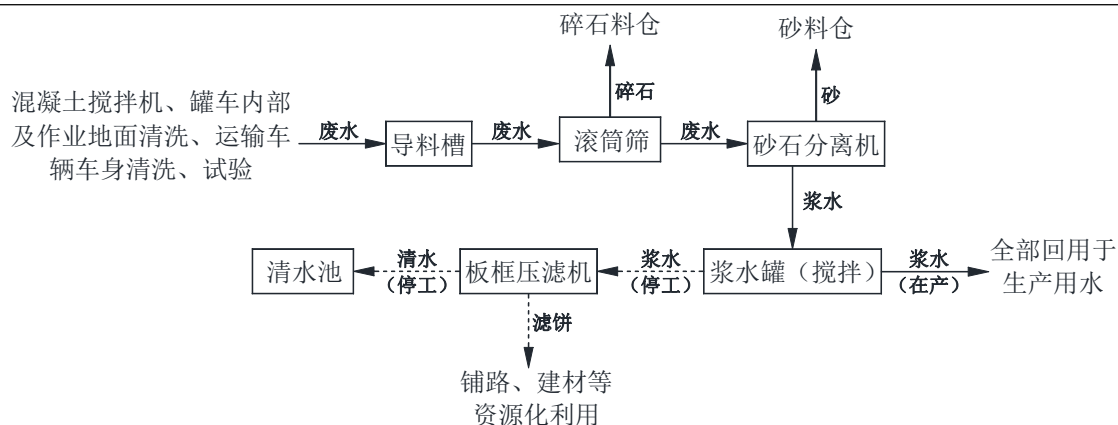 碎石料仓
砂料仓
碎石
砂
混凝土搅拌机、罐车内部
及作业地面清洗、运输车
辆车身清洗、试验
废水
导料槽
废水
滚筒筛
废水
砂石分离机
浆水
清水池
清水
（停工）
板框压滤机
浆水
（停工）
浆水罐（搅拌）
浆水
（在产）
全部回用于
生产用水
滤饼
铺路、建材等
资源化利用